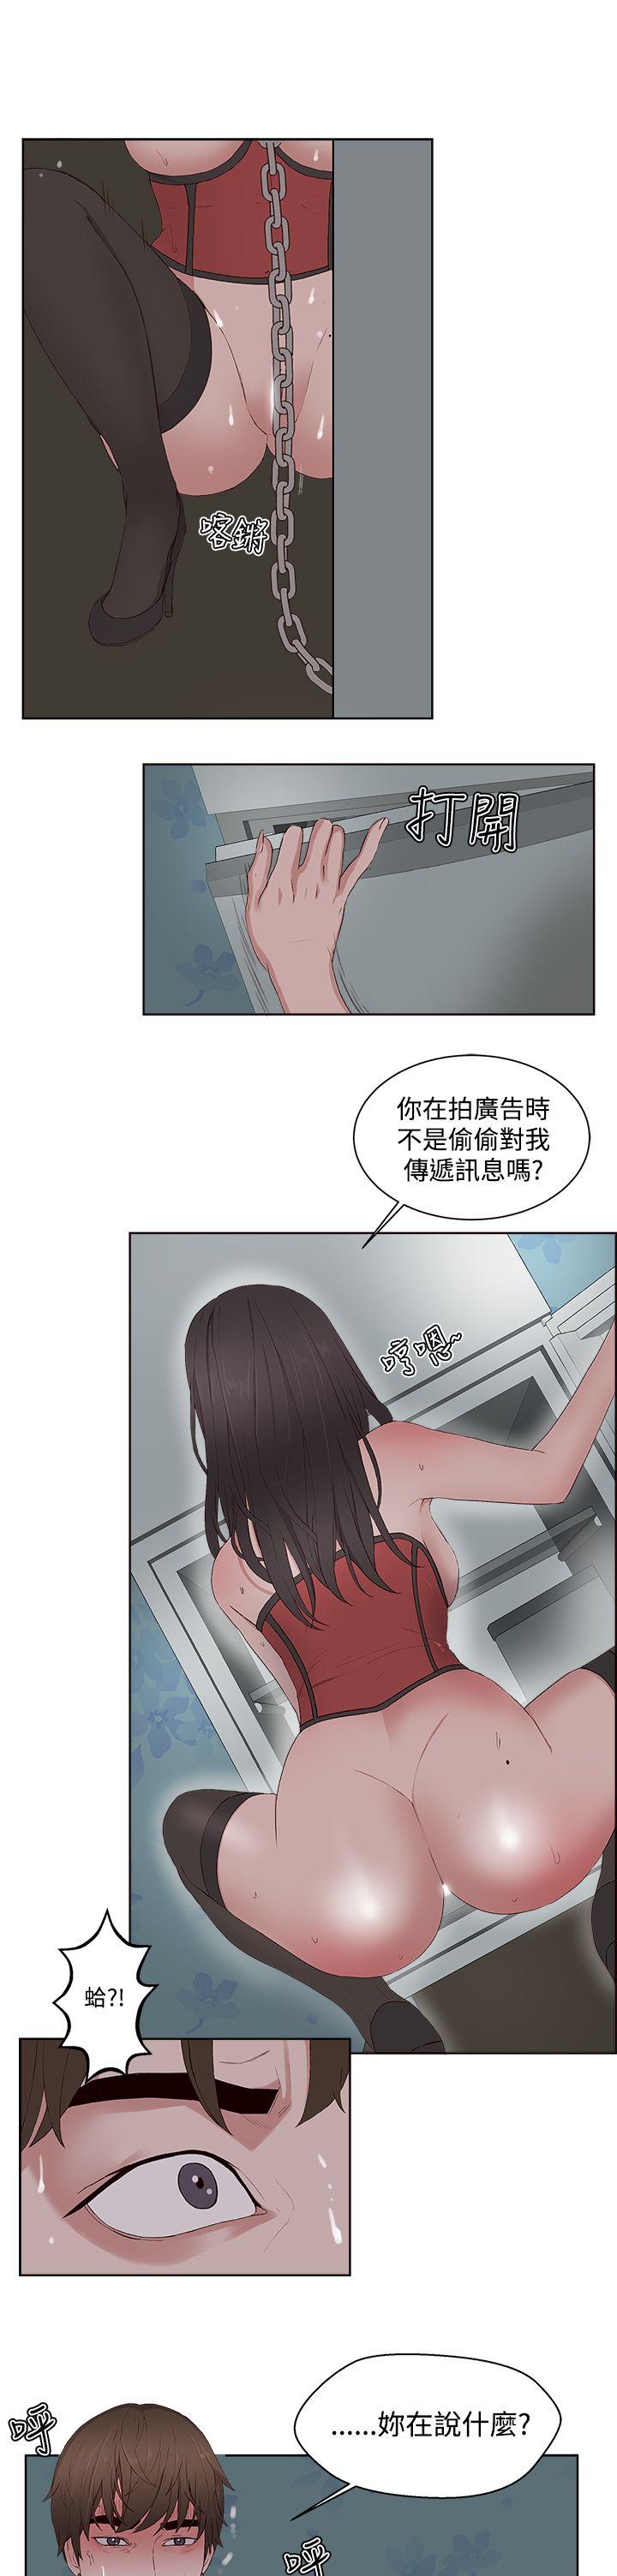 喀鏘
打開
你在拍廣告時
不是偷偷對我
傳遞訊息嗎?
哼嗯~
蛤?!
呼
......妳在說什麼?
呼